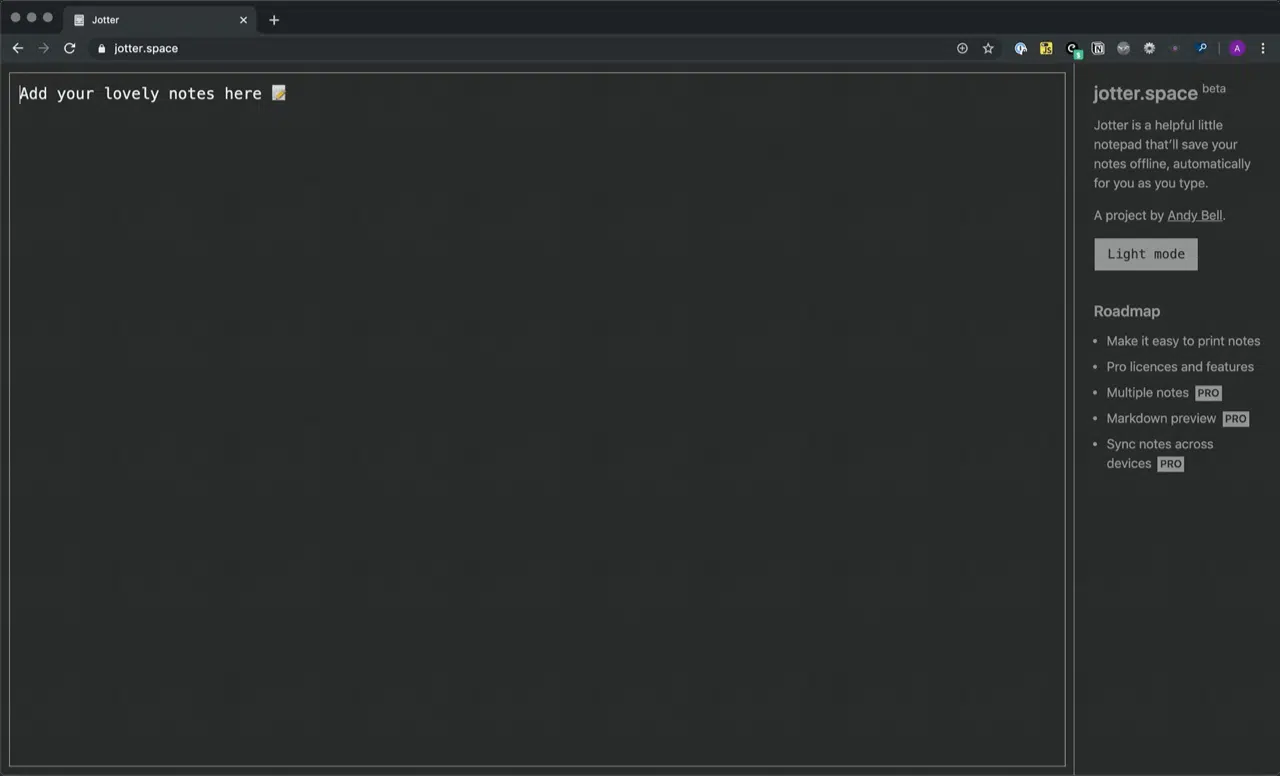 Jotter
jotter.space
Add your lovely notes here 📝
jotter.space beta
Jotter is a helpful little
notepad that’ll save your
notes offline, automatically
for you as you type.
A project by Andy Bell.
Light mode
Roadmap
• Make it easy to print notes
• Pro licences and features
• Multiple notes PRO
• Markdown preview PRO
• Sync notes across
devices PRO
JS
A